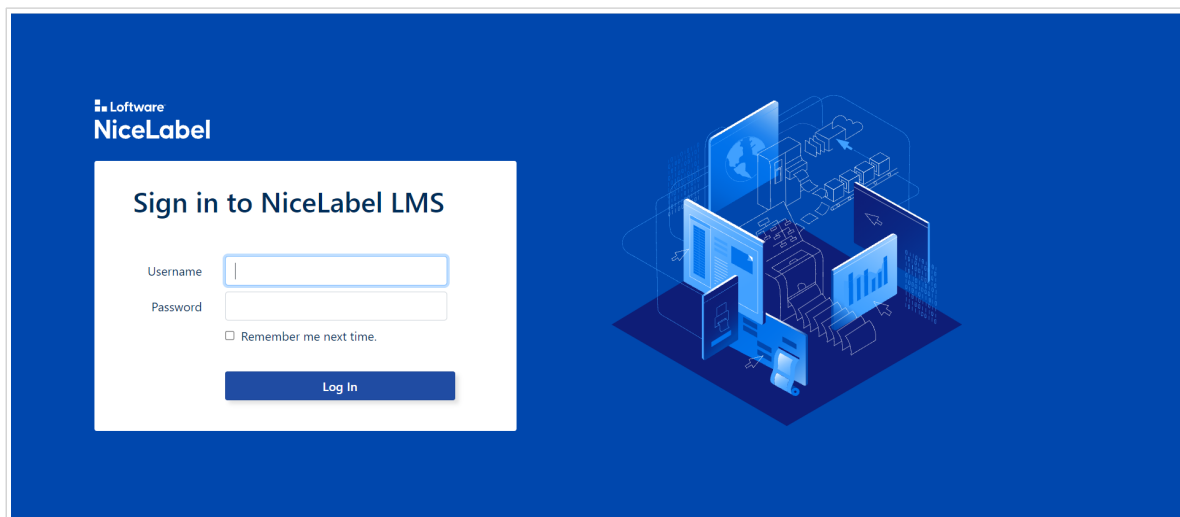 Loftware
NiceLabel
Sign in to NiceLabel LMS
Username
Password
Remember me next time.
Log In